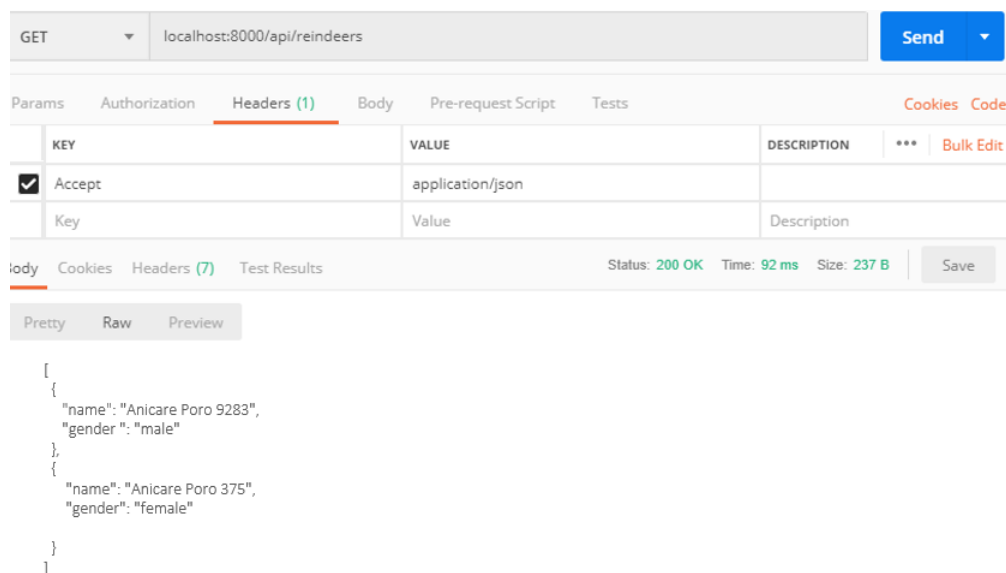 GET localhost:8000/api/reindeers Send
Params Authorization Headers (1) Body Pre-request Script Tests Cookies Code
KEY VALUE DESCRIPTION ••• Bulk Edit
Accept application/json
Key Value Description
Body Cookies Headers (7) Test Results Status: 200 OK Time: 92 ms Size: 237 B Save
Pretty Raw Preview
[
{
"name": "Anicare Poro 9283",
"gender ": "male"
},
{
"name": "Anicare Poro 375",
"gender": "female"
}
]